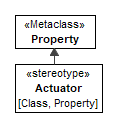 «Metaclass»
Property
«stereotype»
Actuator
[Class, Property]